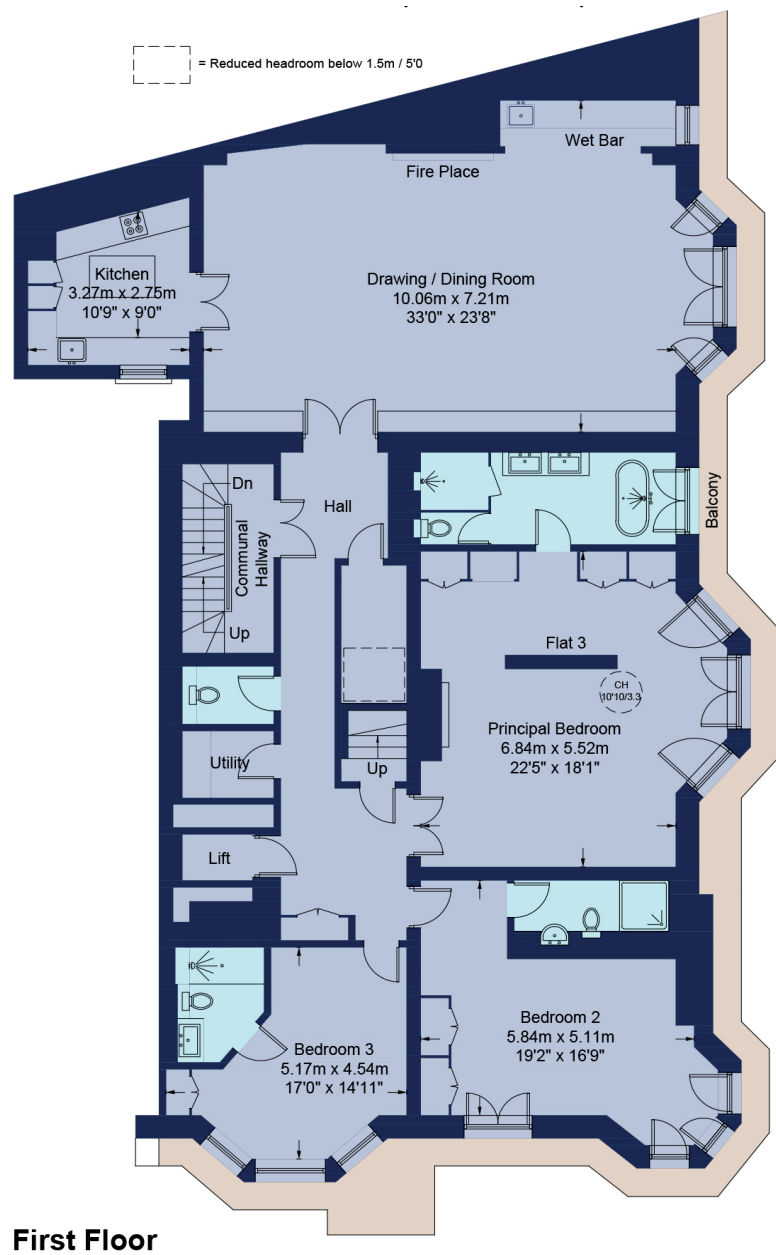 = Reduced headroom below 1.5m / 5'0
Wet Bar
Fire Place
Kitchen
3.27m x 2.75m
10'9" x 9'0"
Drawing / Dining Room
10.06m x 7.21m
33'0" x 23'8"
Dn
Communal
Hallway
Up
Hall
Balcony
Flat 3
CH
10'10/3.3
Principal Bedroom
6.84m x 5.52m
22'5" x 18'1"
Utility
Up
Lift
Bedroom 2
5.84m x 5.11m
19'2" x 16'9"
Bedroom 3
5.17m x 4.54m
17'0" x 14'11"
First Floor